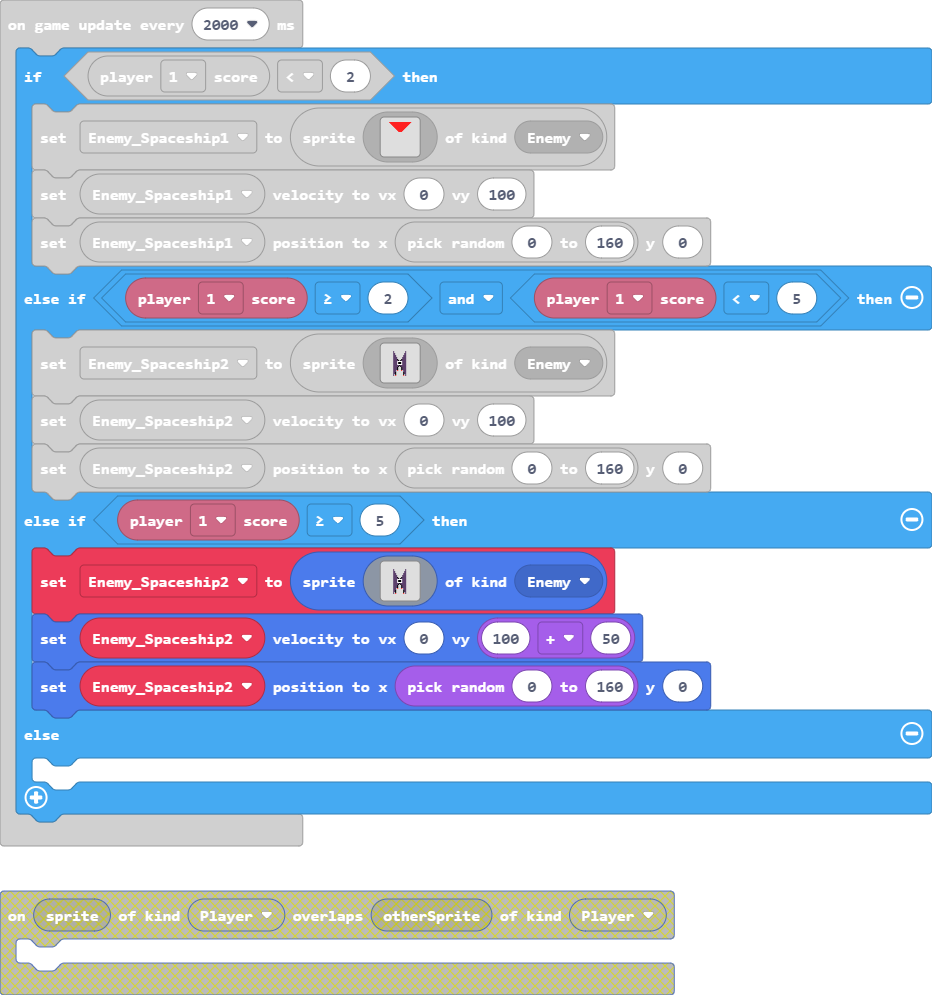 on game update every 2000 ms
if player 1 score < 2 then
set Enemy_Spaceship1 to sprite of kind Enemy
set Enemy_Spaceship1 velocity to vx 0 vy 100
set Enemy_Spaceship1 position to x pick random 0 to 160 y 0
else if player 1 score ≥ 2 and player 1 score < 5 then
set Enemy_Spaceship2 to sprite of kind Enemy
set Enemy_Spaceship2 velocity to vx 0 vy 100
set Enemy_Spaceship2 position to x pick random 0 to 160 y 0
else if player 1 score ≥ 5 then
set Enemy_Spaceship2 to sprite of kind Enemy
set Enemy_Spaceship2 velocity to vx 0 vy 100 + 50
set Enemy_Spaceship2 position to x pick random 0 to 160 y 0
else
on sprite of kind Player overlaps otherSprite of kind Player